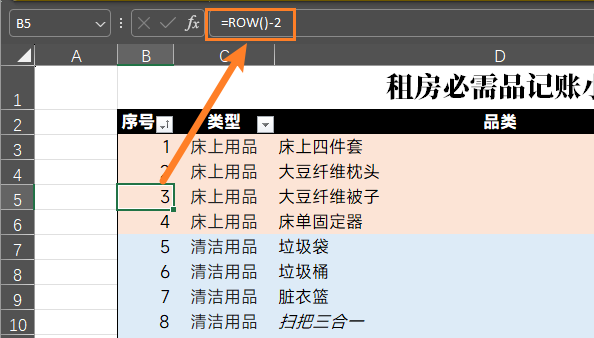 B5 fx =ROW()-2
A B C D
1 租房必需品记账
2 序号 类型 品类
3 1 床上用品 床上四件套
4 床上用品 大豆纤维枕头
5 3 床上用品 大豆纤维被子
6 4 床上用品 床单固定器
7 5 清洁用品 垃圾袋
8 6 清洁用品 垃圾桶
9 7 清洁用品 脏衣篮
10 8 清洁用品 扫把三合一